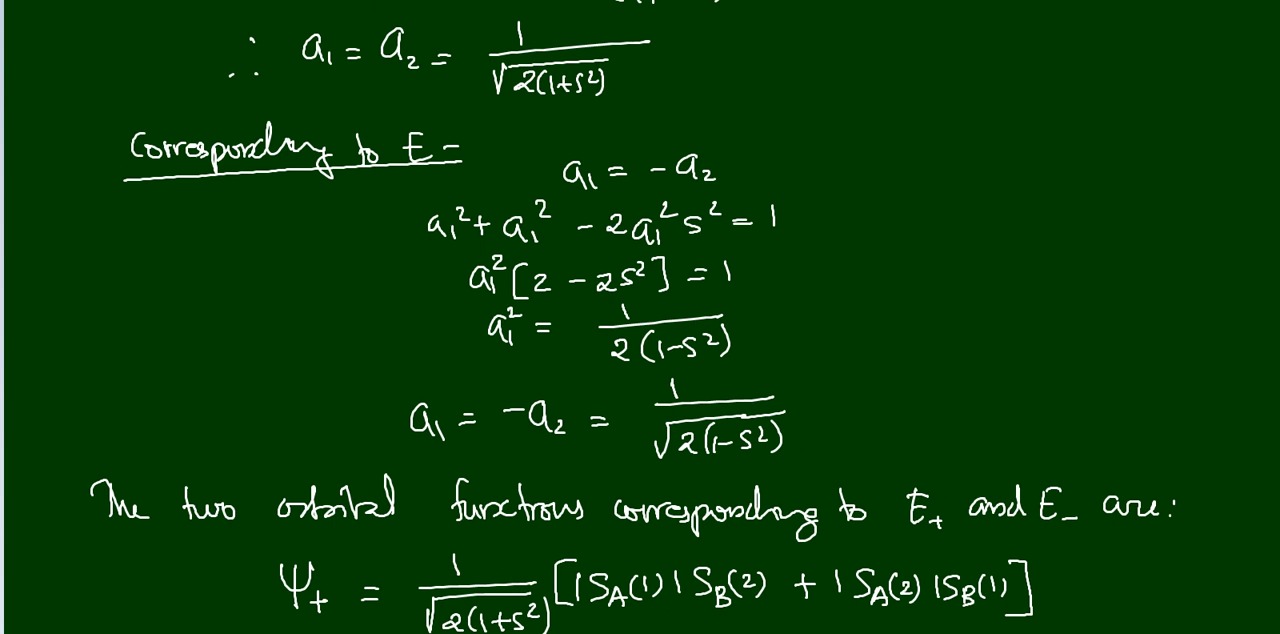 ∴ a₁ = a₂ = 1/√2(1+s²)
Corresponding to E-
a₁ = -a₂
a₁² + a₁² - 2a₁²s² = 1
a₁²[2 - 2s²] = 1
a₁² = 1/2(1-s²)
a₁ = -a₂ = 1/√2(1-s²)
The two orbital functions corresponding to E₊ and E₋ are:
Ψ₊ = 1/√2(1+s²) [1S_A(1) 1S_B(2) + 1S_A(2) 1S_B(1)]